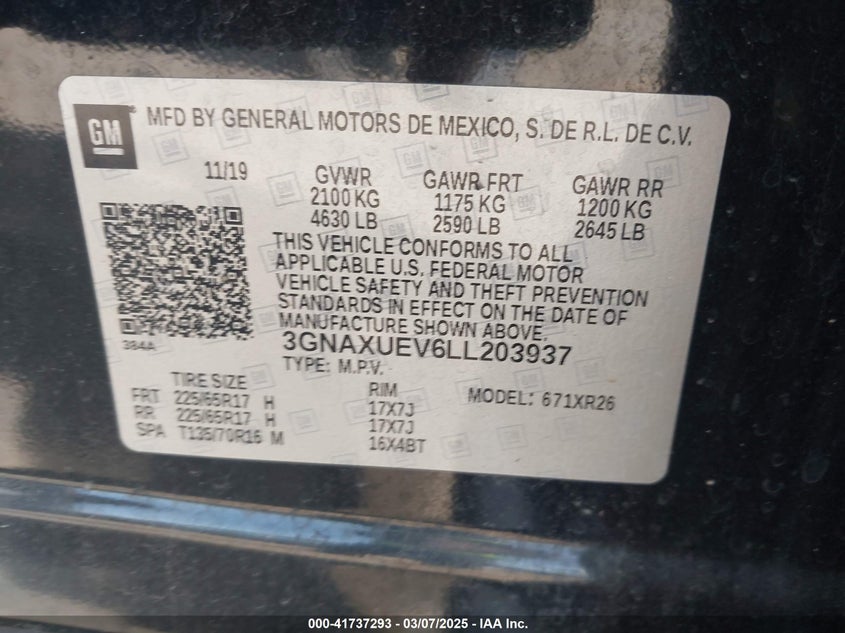 GM
MFD BY GENERAL MOTORS DE MEXICO, S. DE R.L. DE C.V.
11/19 GVWR GAWR FRT GAWR RR
2100 KG 1175 KG 1200 KG
4630 LB 2590 LB 2645 LB
THIS VEHICLE CONFORMS TO ALL
APPLICABLE U.S. FEDERAL MOTOR
VEHICLE SAFETY AND THEFT PREVENTION
STANDARDS IN EFFECT ON THE DATE OF
MANUFACTURE SHOWN ABOVE.
384A
3GNAXUEV6LL203937
TYPE: M.P.V.
TIRE SIZE RIM MODEL: 671XR26
FRT 225/65R17 H 17X7J
RR 225/65R17 H 17X7J
SPA T135/70R16 M 16X4BT
000-41737293 - 03/07/2025 - IAA Inc.